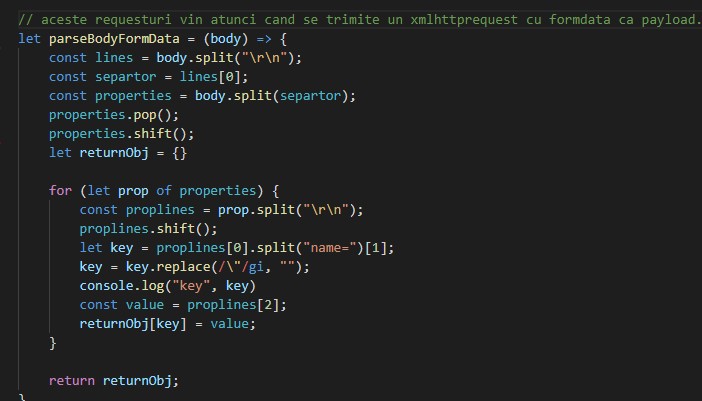 // aceste requesturi vin atunci cand se trimite un xmlhttprequest cu formdata ca payload.
let parseBodyFormData = (body) => {
    const lines = body.split("\r\n");
    const separtor = lines[0];
    const properties = body.split(separtor);
    properties.pop();
    properties.shift();
    let returnObj = {}

    for (let prop of properties) {
        const proplines = prop.split("\r\n");
        proplines.shift();
        let key = proplines[0].split("name=")[1];
        key = key.replace(/\"/gi, "");
        console.log("key", key)
        const value = proplines[2];
        returnObj[key] = value;
    }

    return returnObj;
}